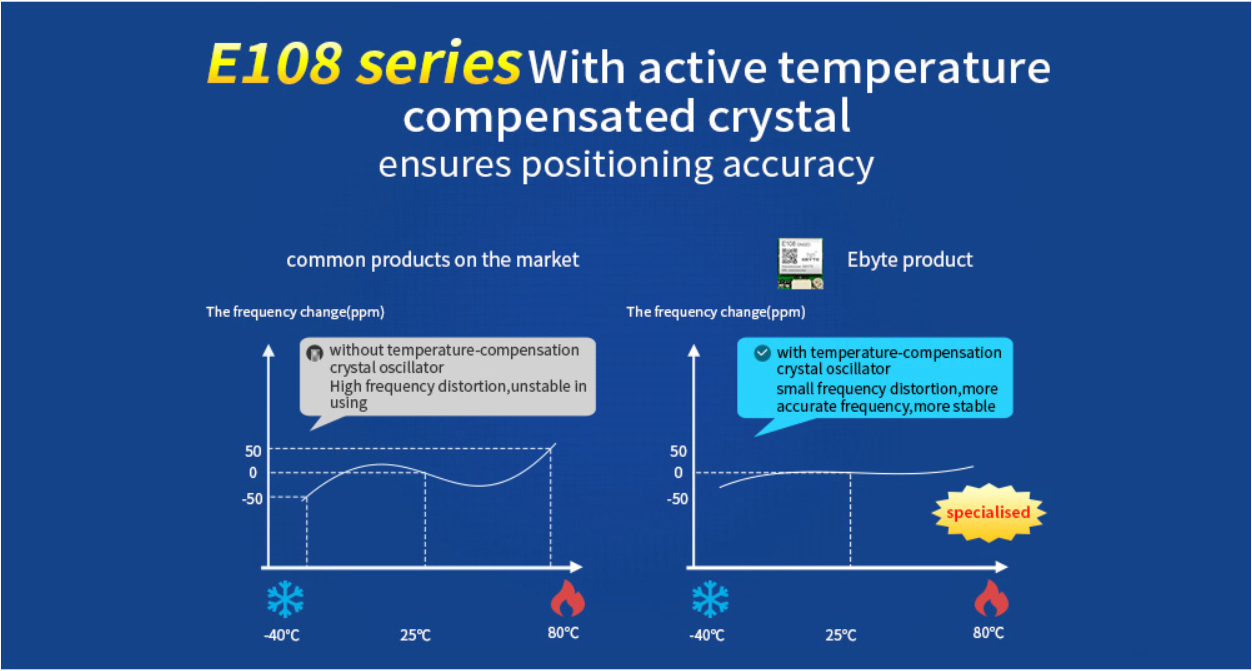 E108 series With active temperature
compensated crystal
ensures positioning accuracy
common products on the market
The frequency change(ppm)
without temperature-compensation
crystal oscillator
High frequency distortion,unstable in
using
50
0
-50
-40℃
25℃
80℃
E108
Ebyte product
The frequency change(ppm)
with temperature-compensation
crystal oscillator
small frequency distortion,more
accurate frequency,more stable
50
0
-50
specialised
-40℃
25℃
80℃